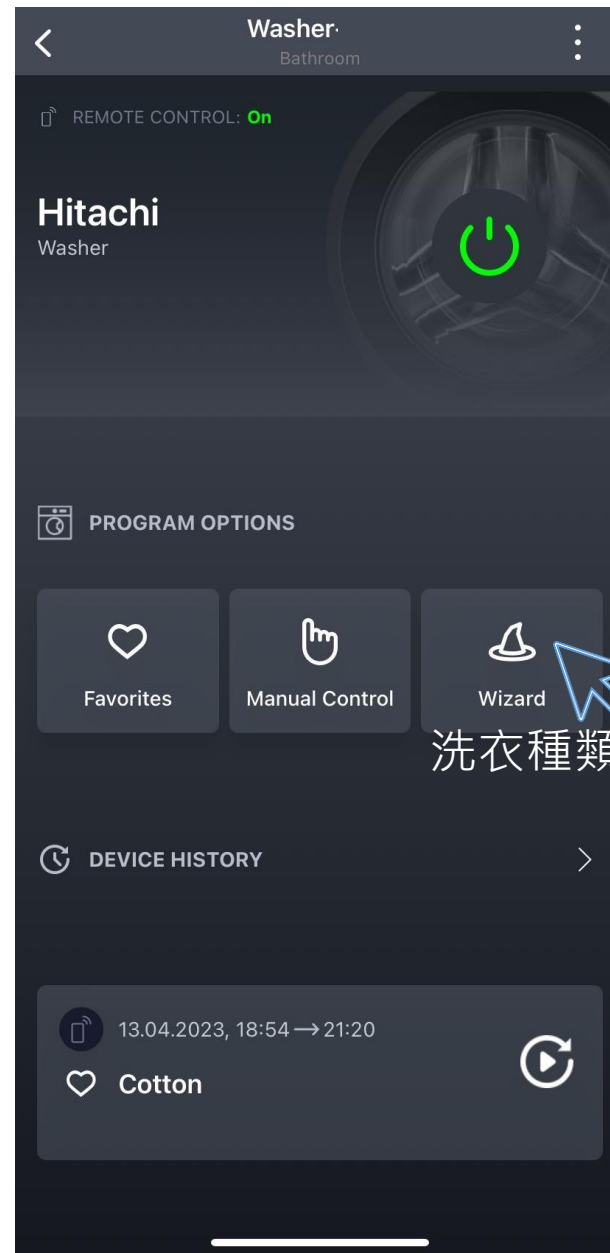 Washer·
Bathroom
REMOTE CONTROL: On
Hitachi
Washer
PROGRAM OPTIONS
Favorites
Manual Control
Wizard
洗衣種類
DEVICE HISTORY
13.04.2023, 18:54→21:20
Cotton